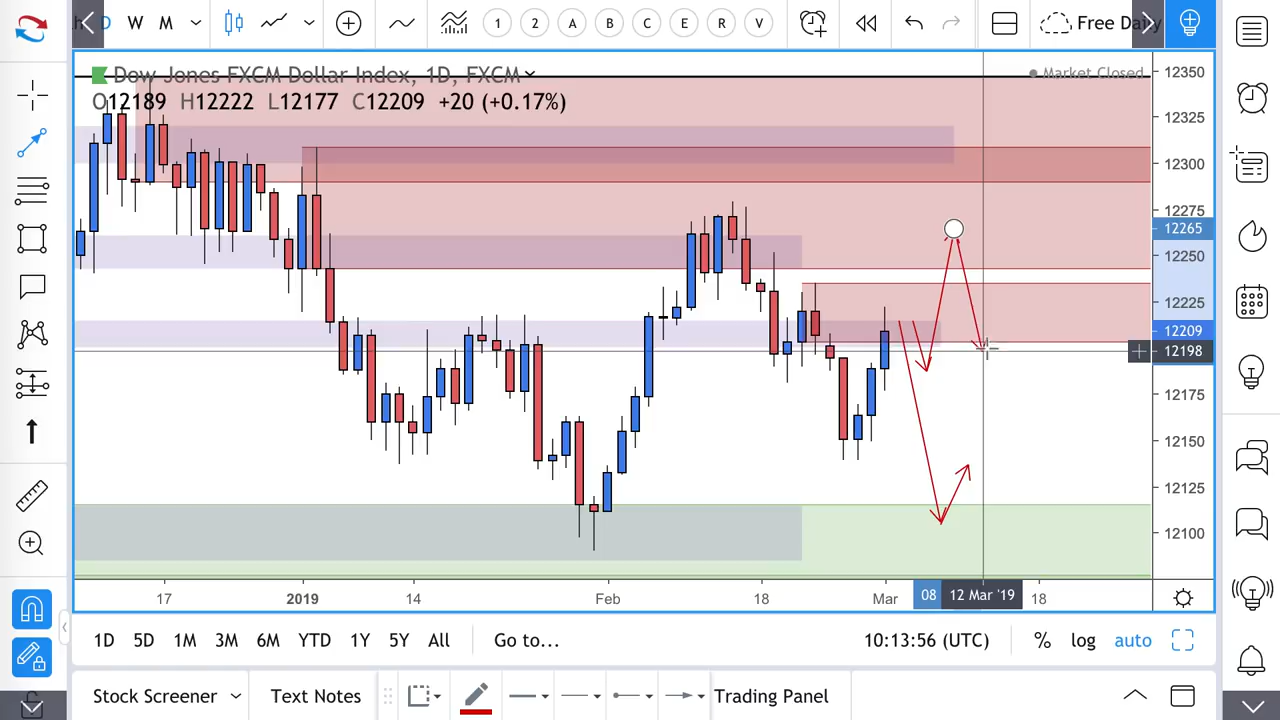 D W M 1 2 A B C E R V Free Daily
Dow Jones FXCM Dollar Index, 1D, FXCM
Market Closed
O12189 H12222 L12177 C12209 +20 (+0.17%)
12350
12325
12300
12275
12265
12250
12225
12209
12198
12175
12150
12125
12100
17 2019 14 Feb 18 Mar 08 12 Mar '19 18
1D 5D 1M 3M 6M YTD 1Y 5Y All Go to... 10:13:56 (UTC) % log auto
Stock Screener Text Notes Trading Panel